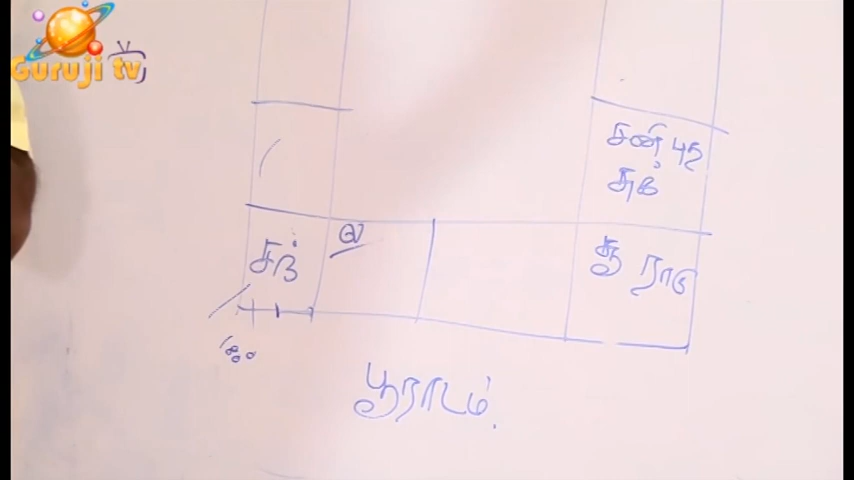 Guruji tv
சனி புத
சுக்
சந்
ல
சூ ராகு
பூராடம்